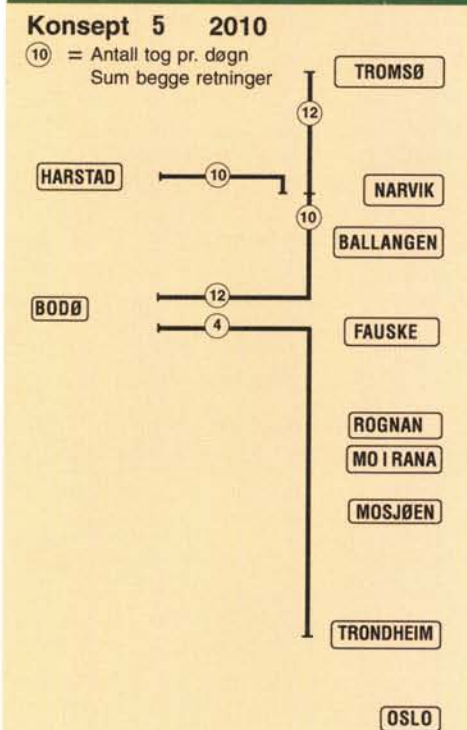 Konsept 5 2010
10 = Antall tog pr. døgn
Sum begge retninger
TROMSØ
12
HARSTAD
10
NARVIK
10
BALLANGEN
12
BODØ
4
FAUSKE
ROGNAN
MO I RANA
MOSJØEN
TRONDHEIM
OSLO